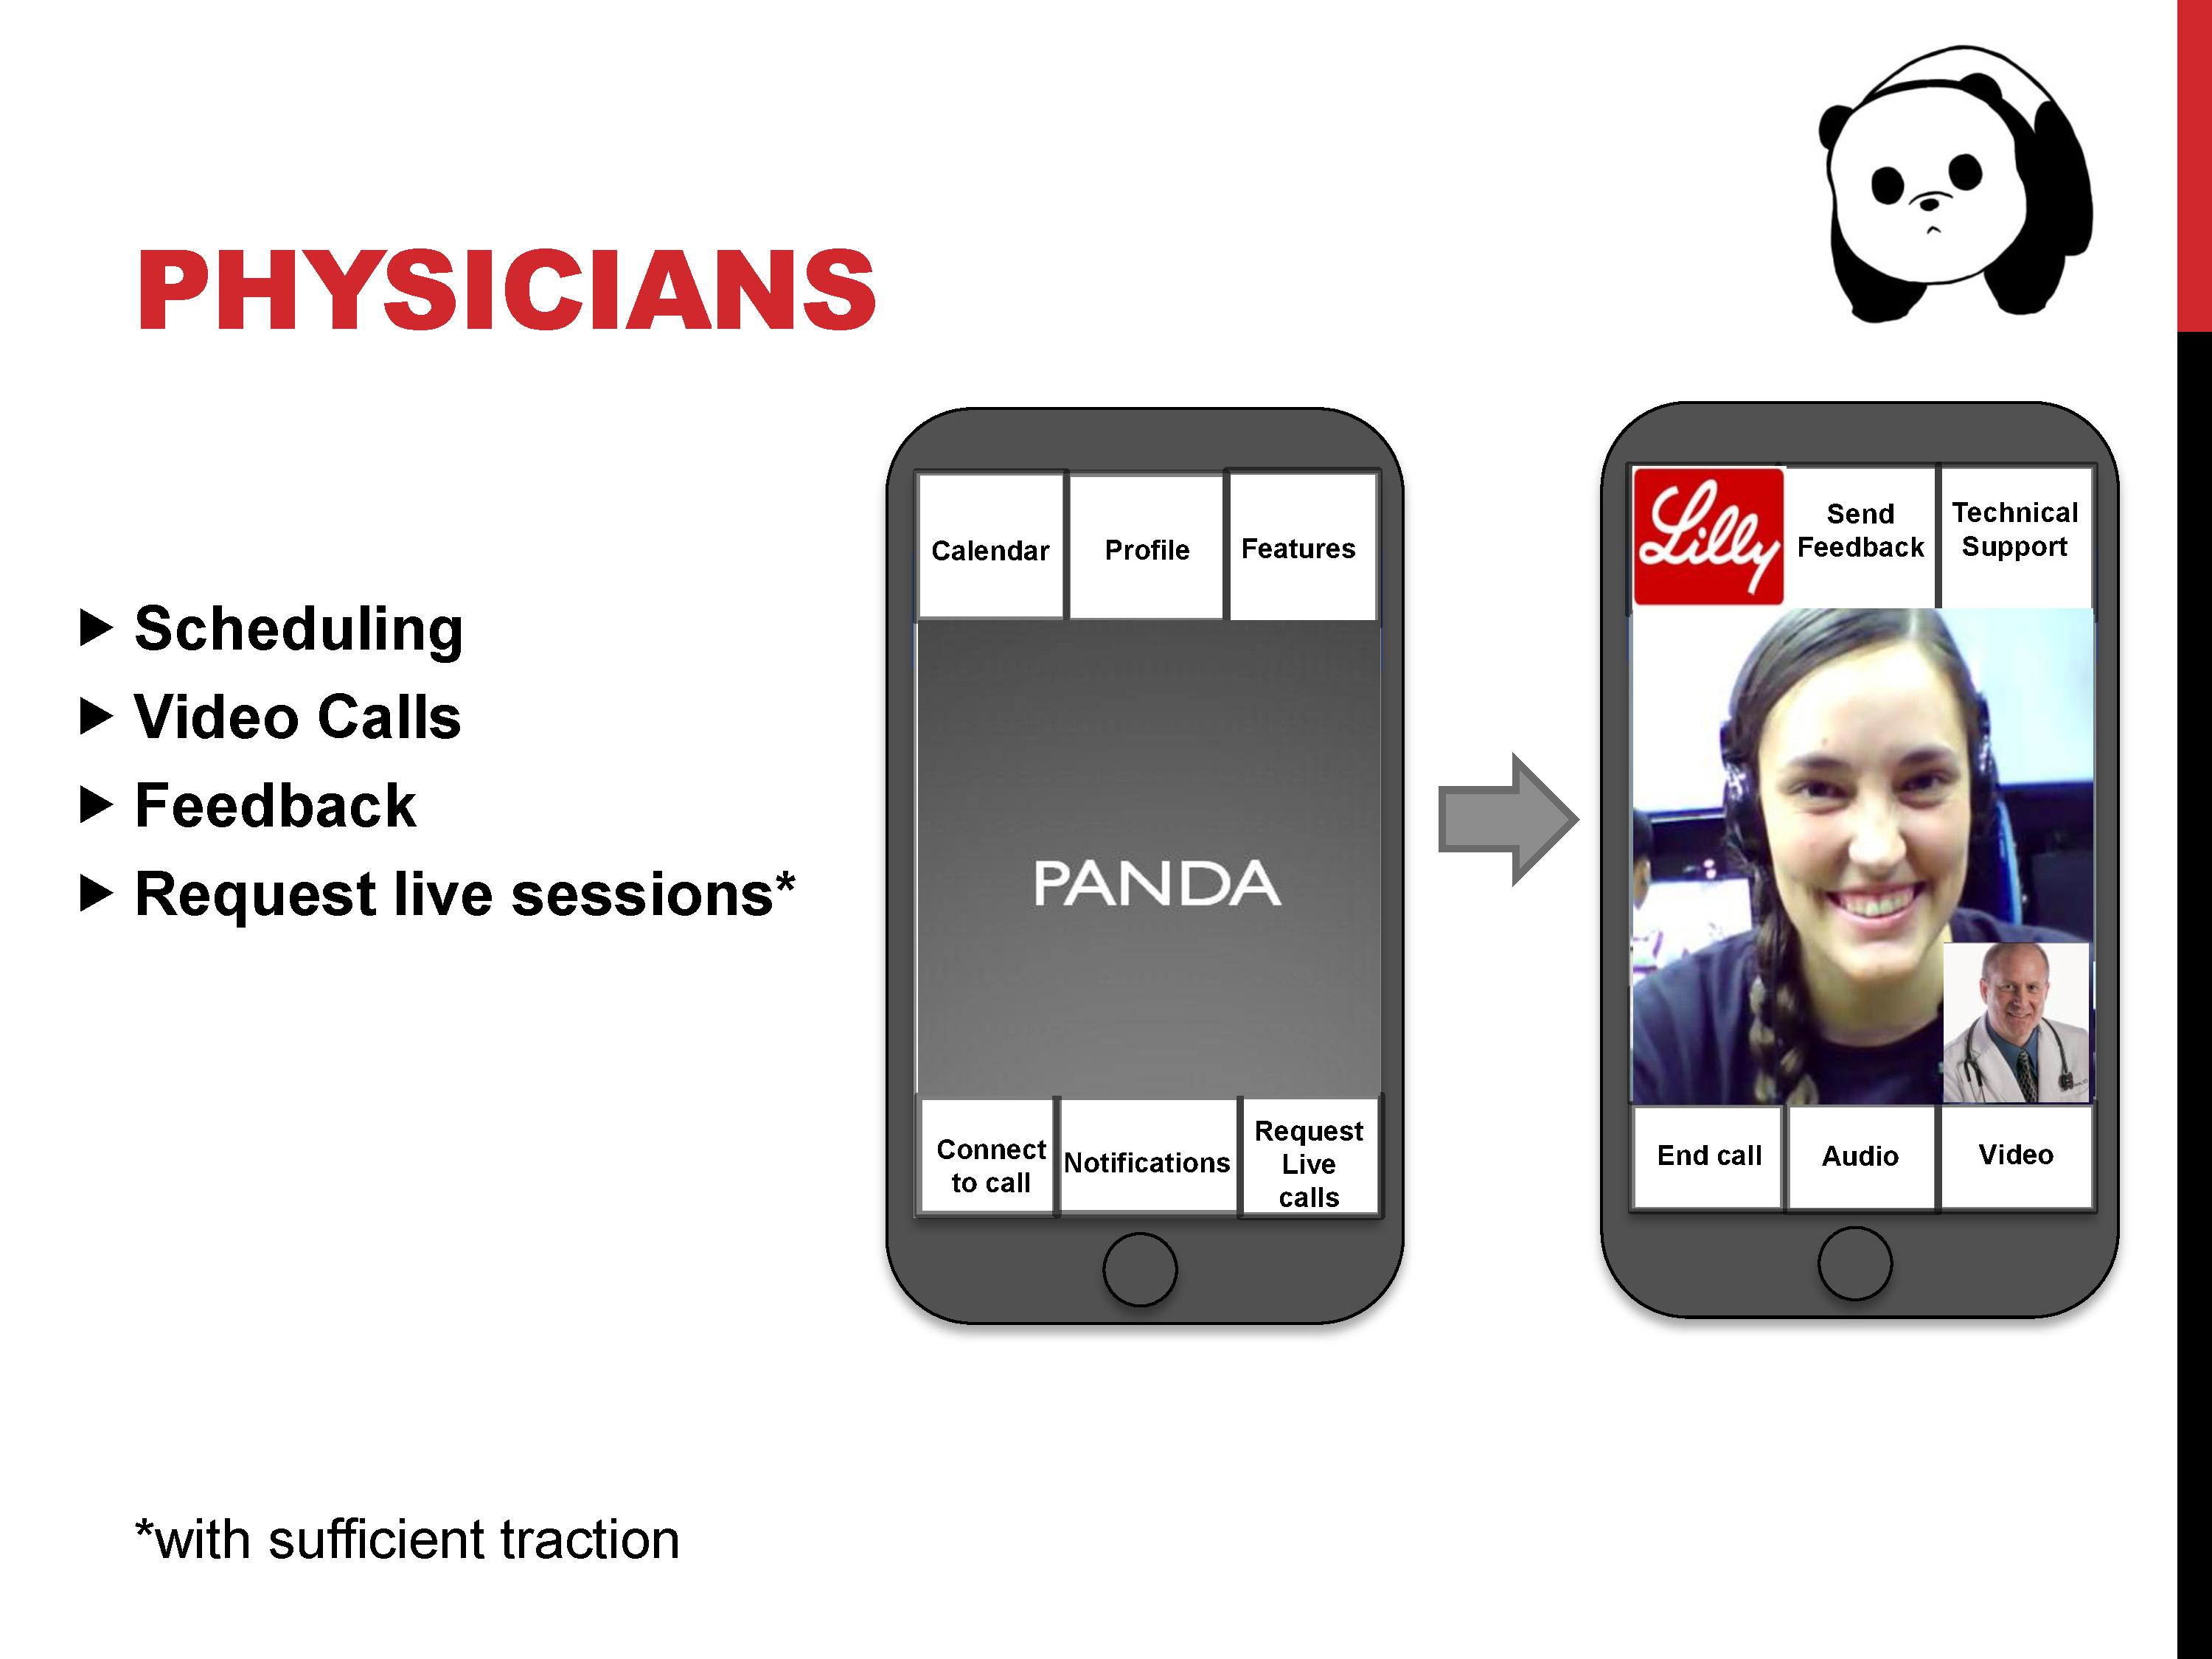 PHYSICIANS
Scheduling
Video Calls
Feedback
Request live sessions*
Calendar
Profile
Features
PANDA
Connect
to call
Notifications
Request
Live
calls
Lilly
Send
Feedback
Technical
Support
End call
Audio
Video
*with sufficient traction